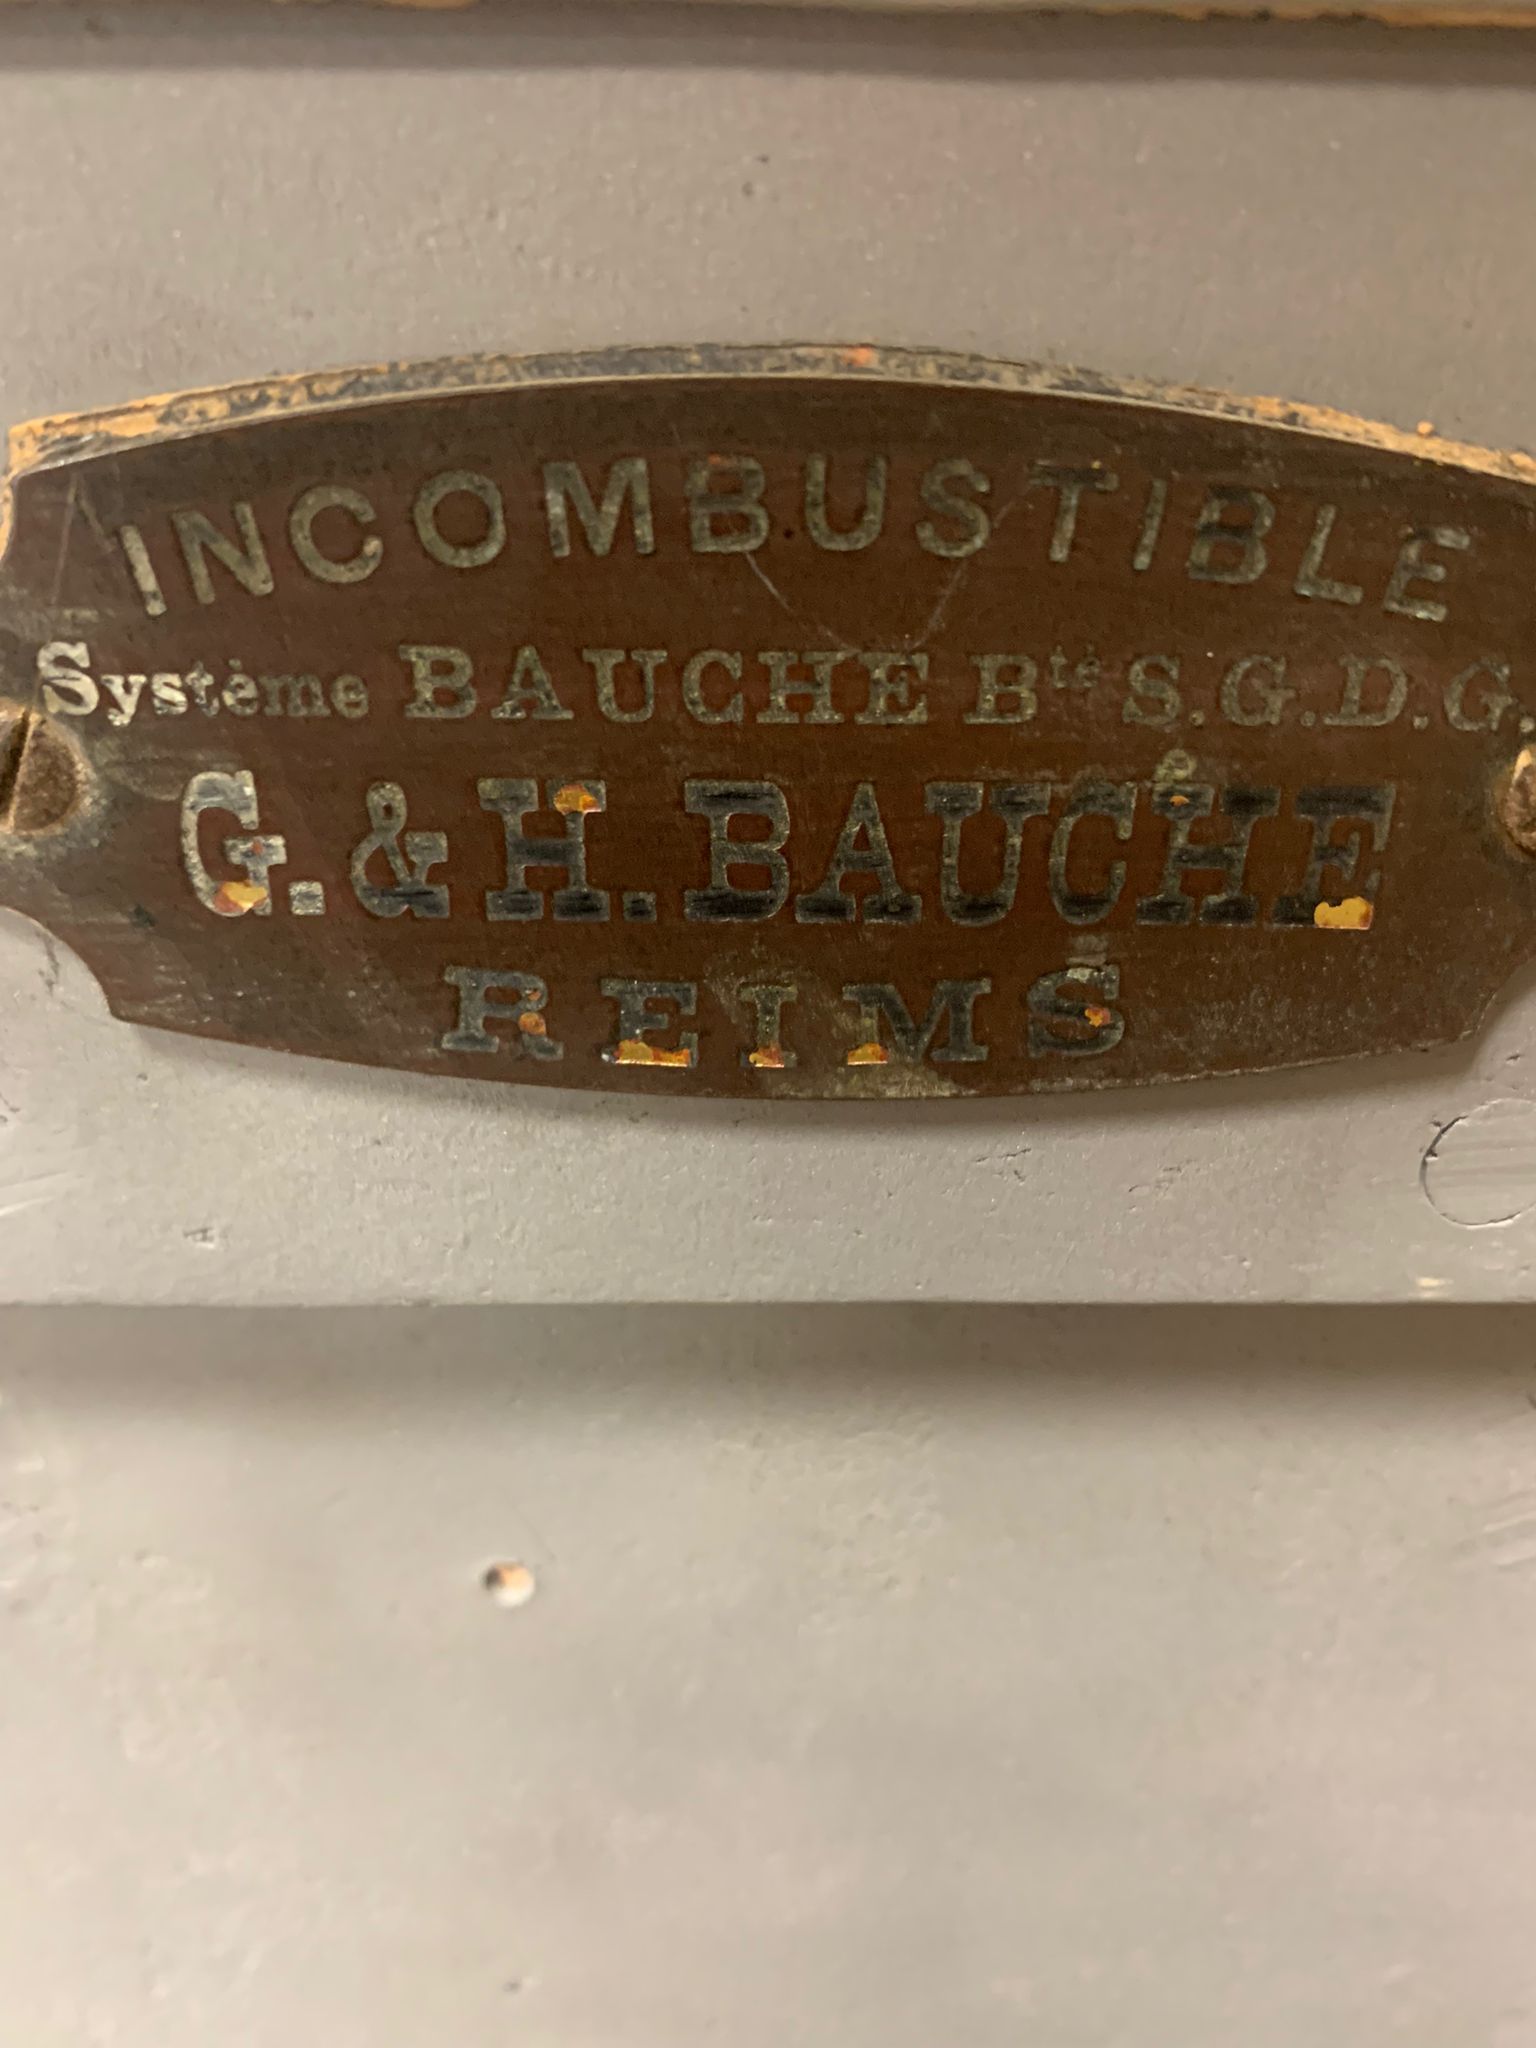 INCOMBUSTIBLE
Système BAUCHE Bté S.G.D.G.
G. & H. BAUCHE
REIMS